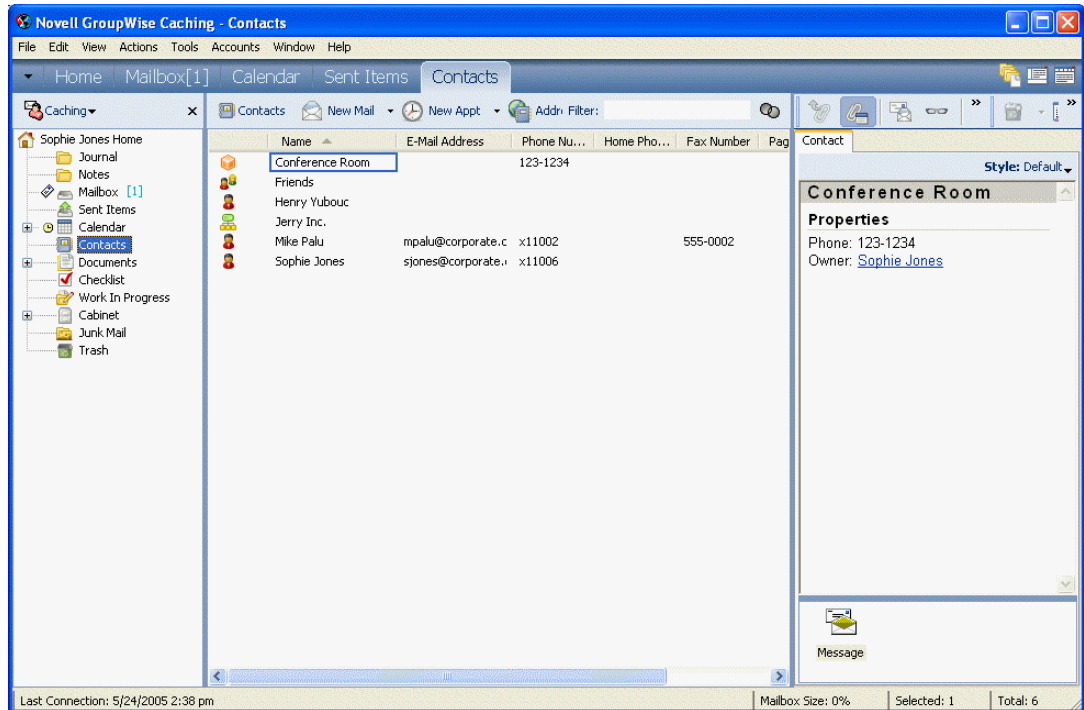 Novell GroupWise Caching - Contacts
File Edit View Actions Tools Accounts Window Help
Home Mailbox[1] Calendar Sent Items Contacts
Caching Contacts New Mail New Appt Addr Filter:
Sophie Jones Home
Journal
Notes
Mailbox [1]
Sent Items
Calendar
Contacts
Documents
Checklist
Work In Progress
Cabinet
Junk Mail
Trash
Name E-Mail Address Phone Nu... Home Pho... Fax Number Pag
Conference Room 123-1234
Friends
Henry Yubouc
Jerry Inc.
Mike Palu mpalu@corporate.c x11002 555-0002
Sophie Jones sjones@corporate. x11006
Contact
Style: Default
Conference Room
Properties
Phone: 123-1234
Owner: Sophie Jones
Message
Last Connection: 5/24/2005 2:38 pm Mailbox Size: 0% Selected: 1 Total: 6